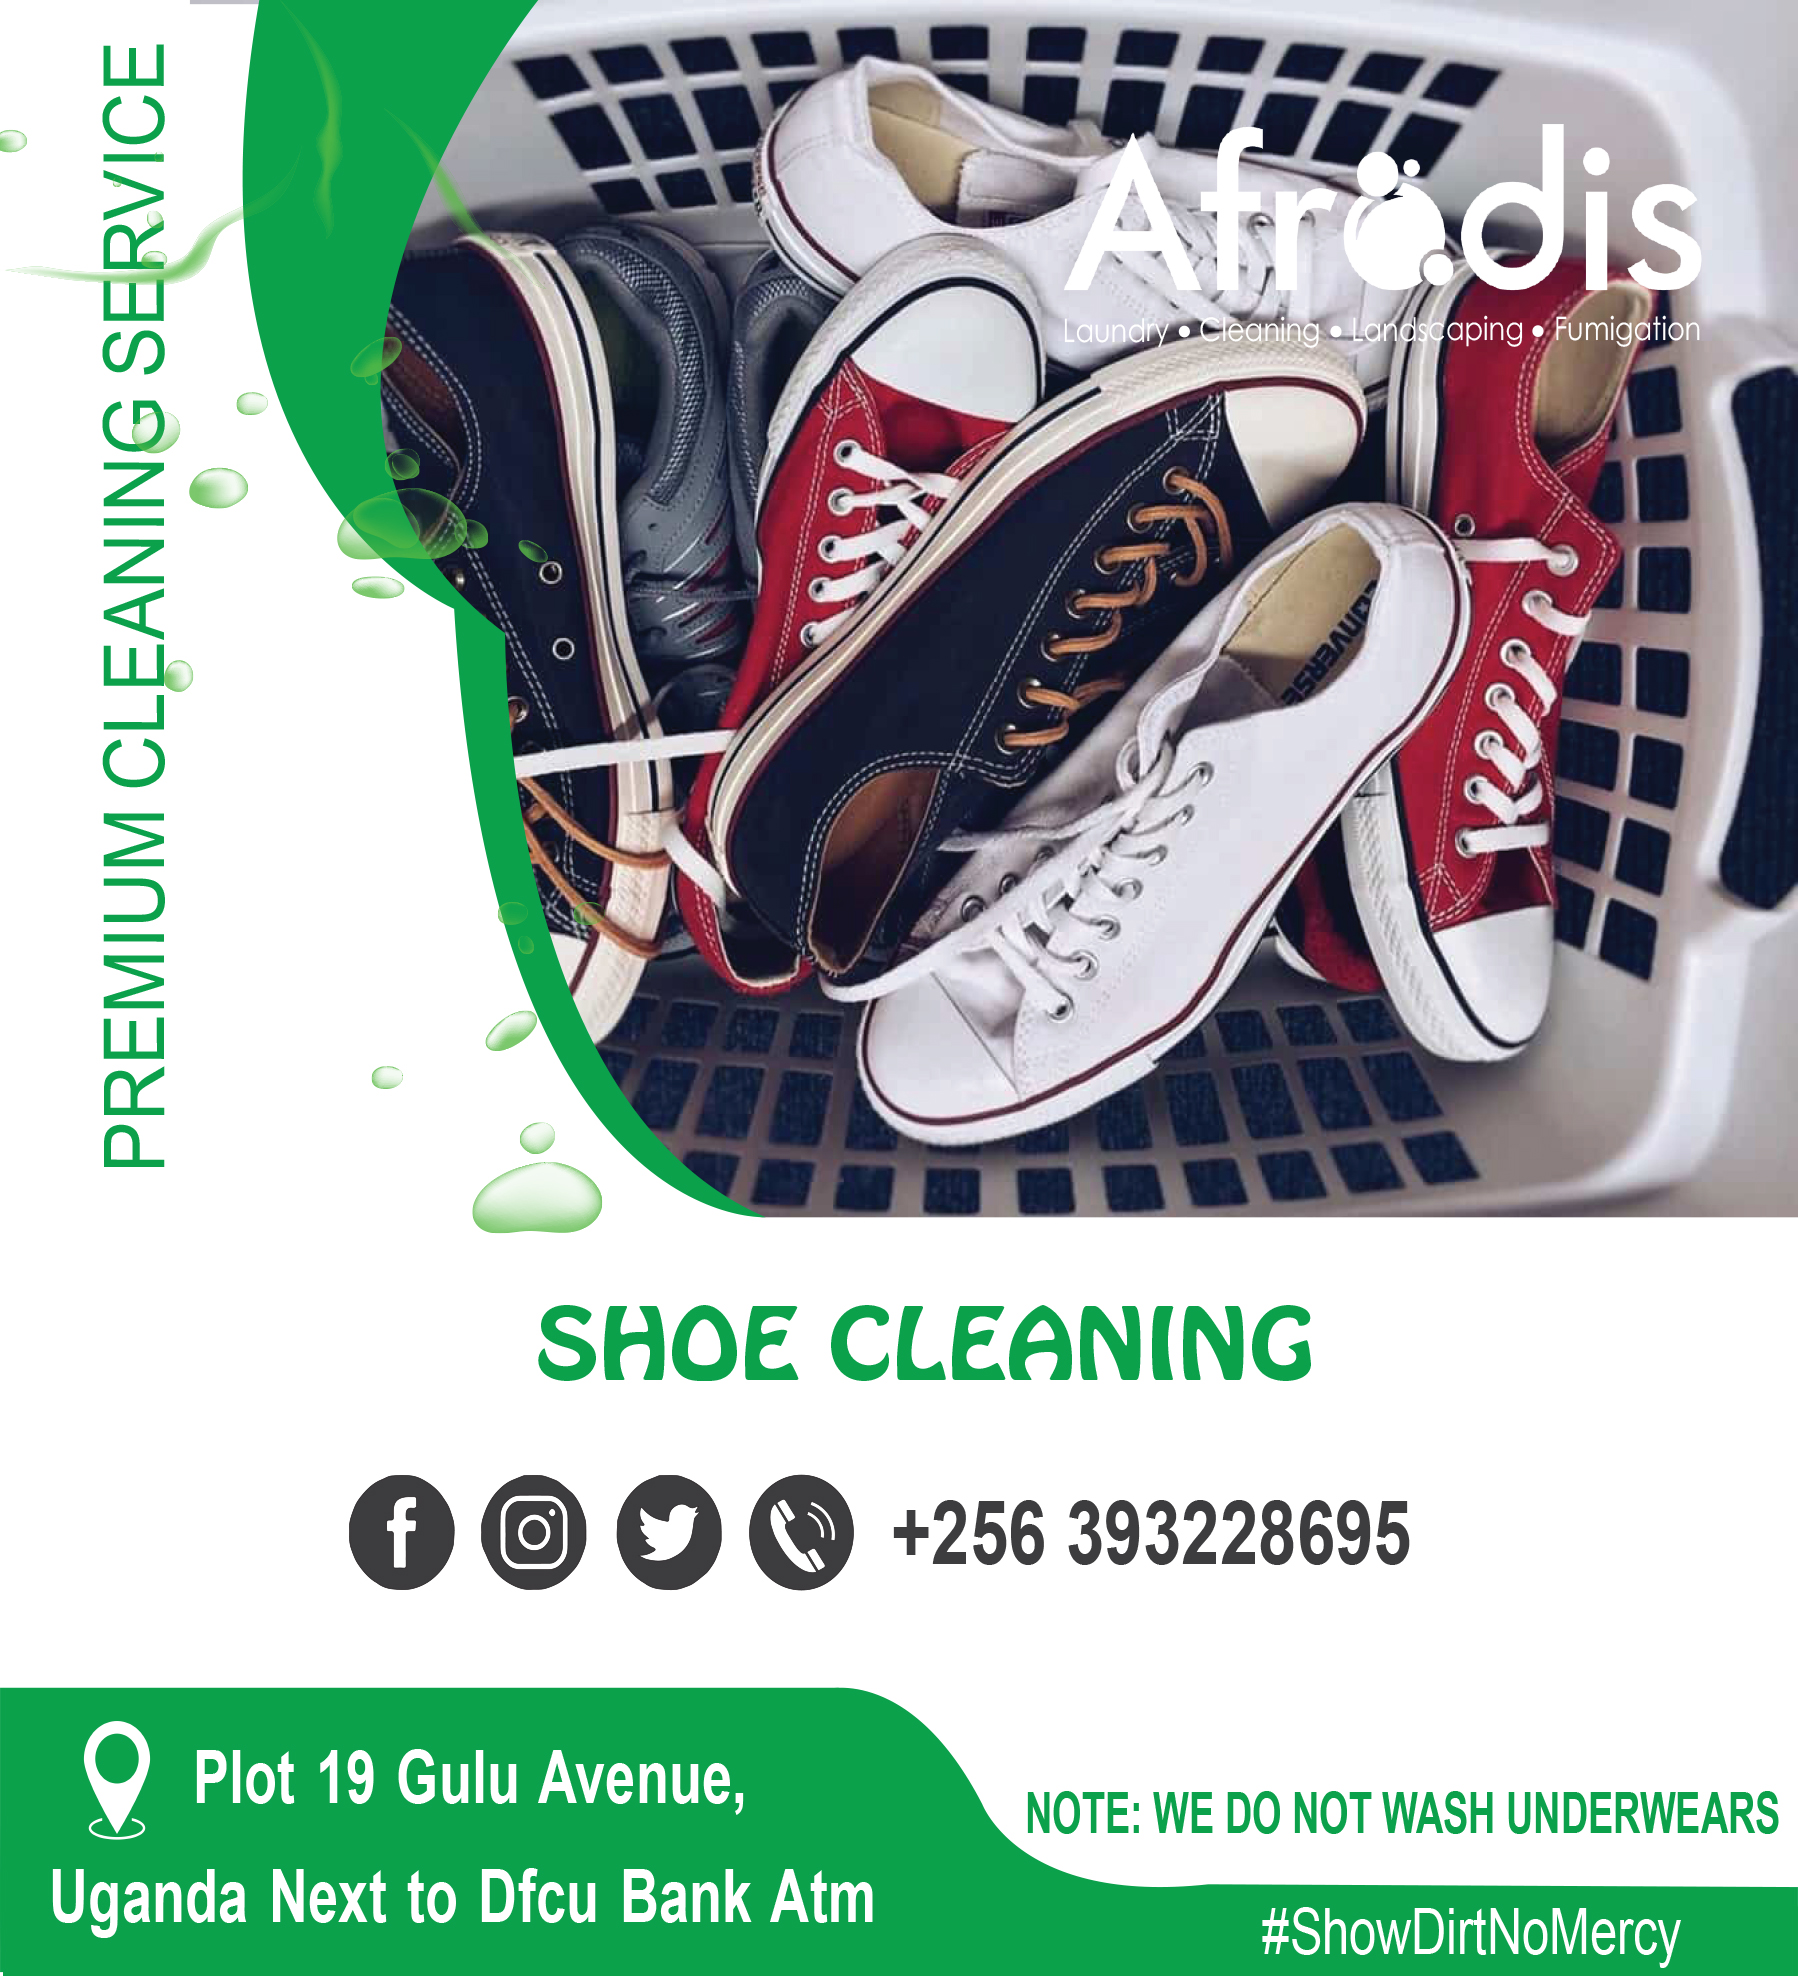 PREMIUM CLEANING SERVICE
Afrodis
Laundry • Cleaning • Landscaping • Fumigation
CONVERSE
SHOE CLEANING
+256 393228695
Plot 19 Gulu Avenue,
Uganda Next to Dfcu Bank Atm
NOTE: WE DO NOT WASH UNDERWEARS
#ShowDirtNoMercy